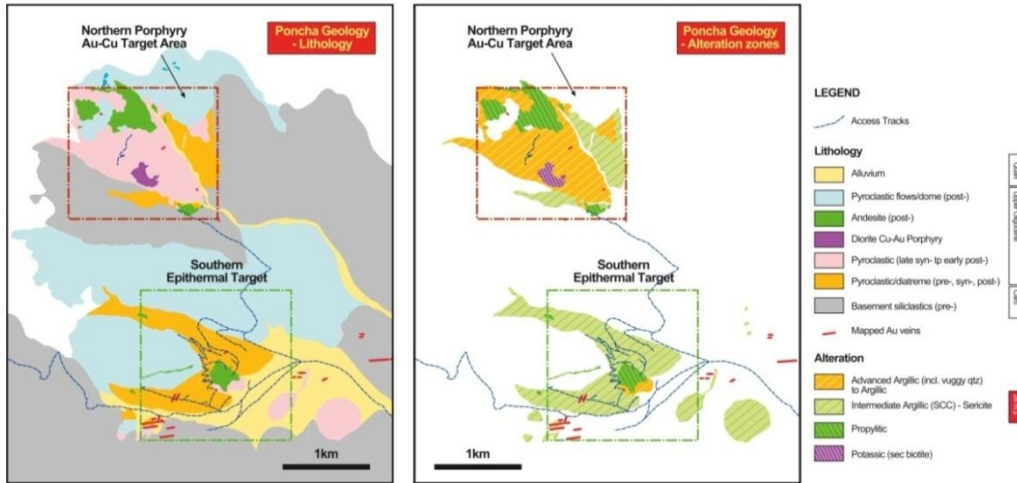 Northern Porphyry
Au-Cu Target Area
Poncha Geology
- Lithology
Southern
Epithermal Target
1km
Northern Porphyry
Au-Cu Target Area
Poncha Geology
- Alteration zones
Southern
Epithermal Target
1km
LEGEND
Access Tracks
Lithology
Alluvium
Pyroclastic flows/dome (post-)
Andesite (post-)
Diorite Cu-Au Porphyry
Pyroclastic (late syn- tp early post-)
Pyroclastic/diatreme (pre-, syn-, post-)
Basement siliclastics (pre-)
Mapped Au veins
Alteration
Advanced Argillic (incl. vuggy qtz)
to Argillic
Intermediate Argillic (SCC) - Sericite
Propylitic
Potassic (sec biotite)